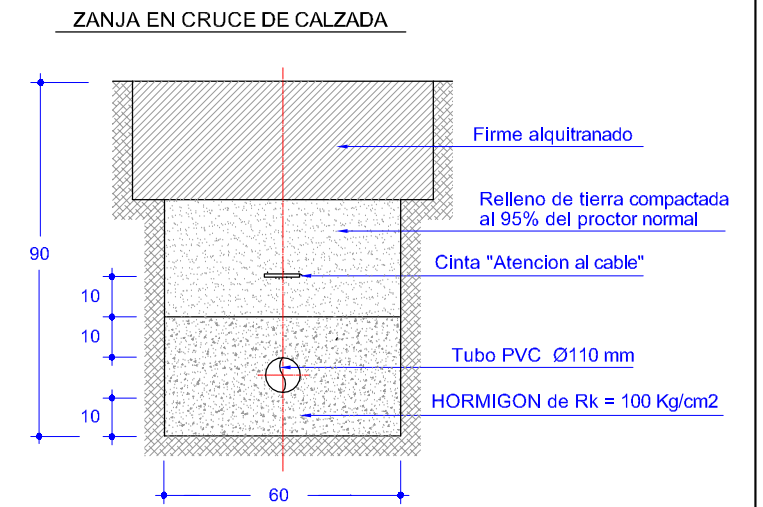 ZANJA EN CRUCE DE CALZADA
Firme alquitranado
Relleno de tierra compactada
al 95% del proctor normal
90
Cinta "Atencion al cable"
10
10
Tubo PVC Ø110 mm
HORMIGON de Rk = 100 Kg/cm2
10
60